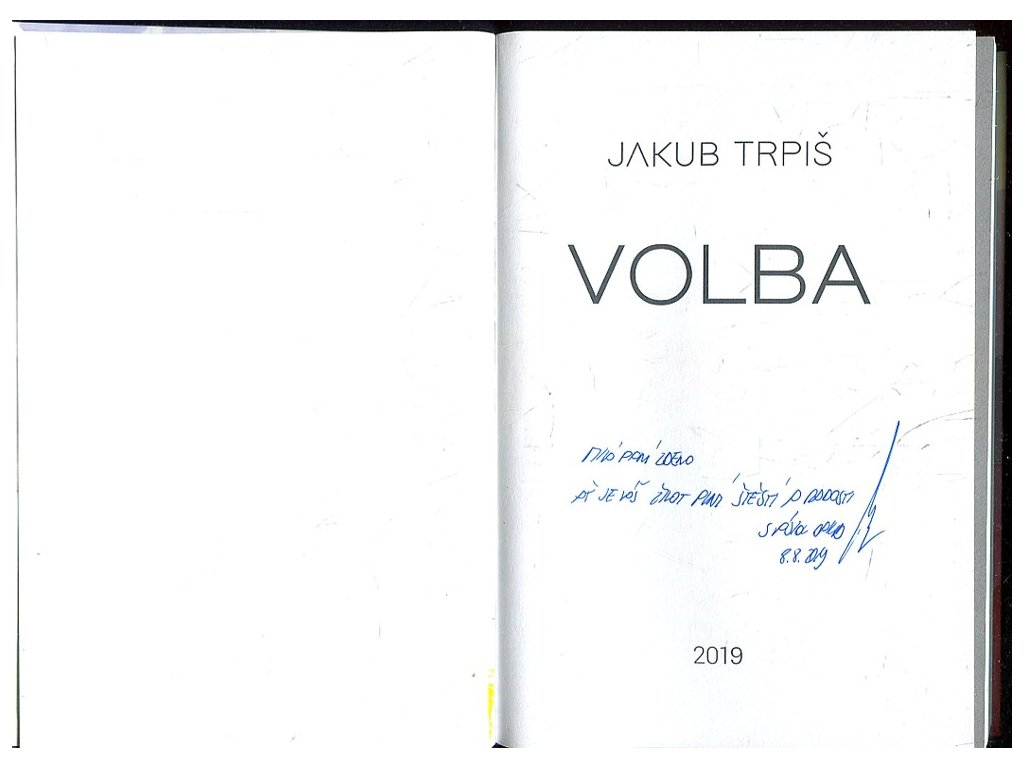 JAKUB TRPIŠ
VOLBA
MILÁ PANÍ ZDENO
AŤ JE VÁŠ ŽIVOT PLNÝ ŠTĚSTÍ A RADOSTI
S
8.8.2019
2019